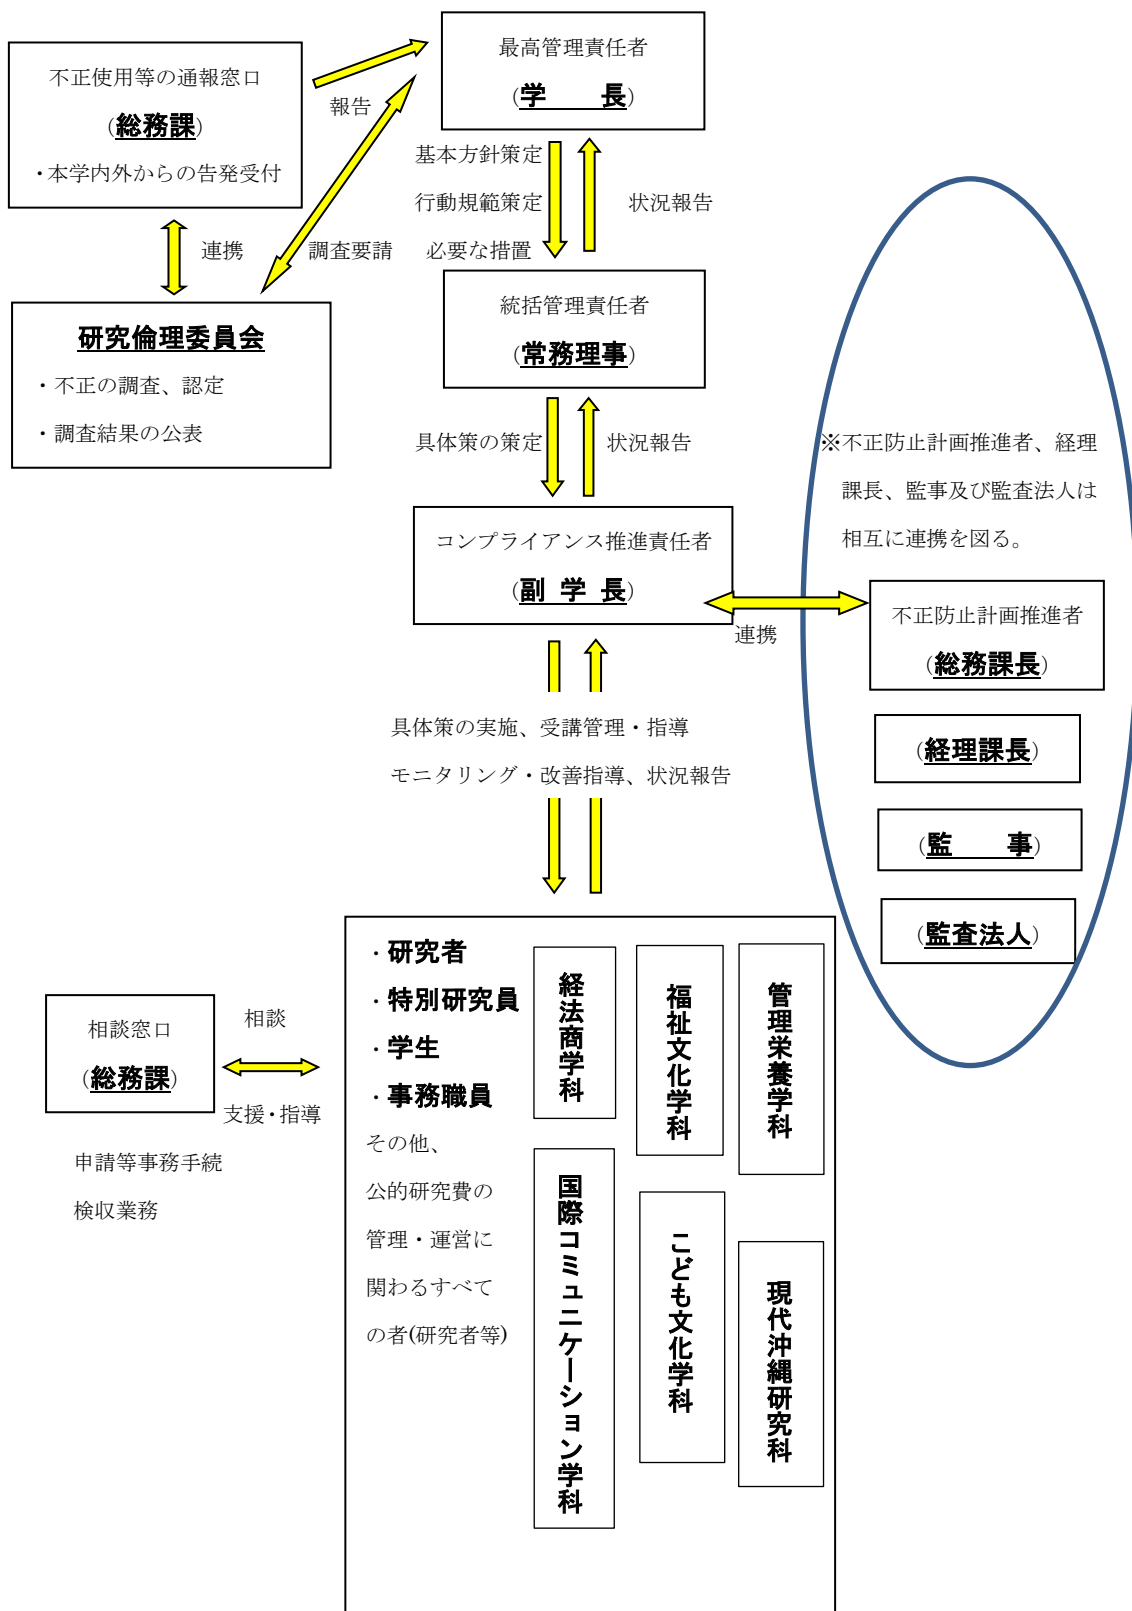 不正使用等の通報窓口
(総務課)
・本学内外からの告発受付
報告
最高管理責任者
(学　　長)
基本方針策定
行動規範策定
必要な措置
状況報告
連携
調査要請
研究倫理委員会
・不正の調査、認定
・調査結果の公表
統括管理責任者
(常務理事)
具体策の策定
状況報告
コンプライアンス推進責任者
(副 学 長)
連携
※不正防止計画推進者、経理
課長、監事及び監査法人は
相互に連携を図る。
不正防止計画推進者
(総務課長)
(経理課長)
(監　　事)
(監査法人)
具体策の実施、受講管理・指導
モニタリング・改善指導、状況報告
相談窓口
(総務課)
相談
支援・指導
申請等事務手続
検収業務
・研究者
・特別研究員
・学生
・事務職員
その他、
公的研究費の
管理・運営に
関わるすべて
の者(研究者等)
経法商学科
福祉文化学科
管理栄養学科
国際コミュニケーション学科
こども文化学科
現代沖縄研究科